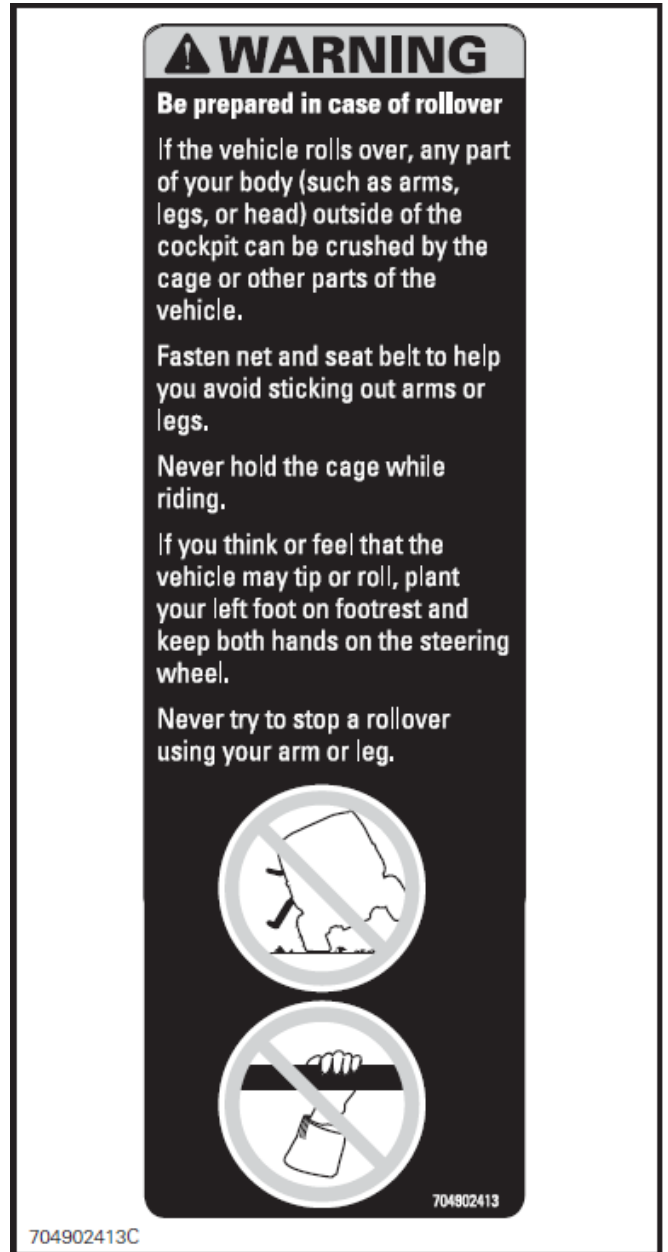 WARNING
Be prepared in case of rollover
If the vehicle rolls over, any part
of your body (such as arms,
legs, or head) outside of the
cockpit can be crushed by the
cage or other parts of the
vehicle.
Fasten net and seat belt to help
you avoid sticking out arms or
legs.
Never hold the cage while
riding.
If you think or feel that the
vehicle may tip or roll, plant
your left foot on footrest and
keep both hands on the steering
wheel.
Never try to stop a rollover
using your arm or leg.
704902413
704902413C